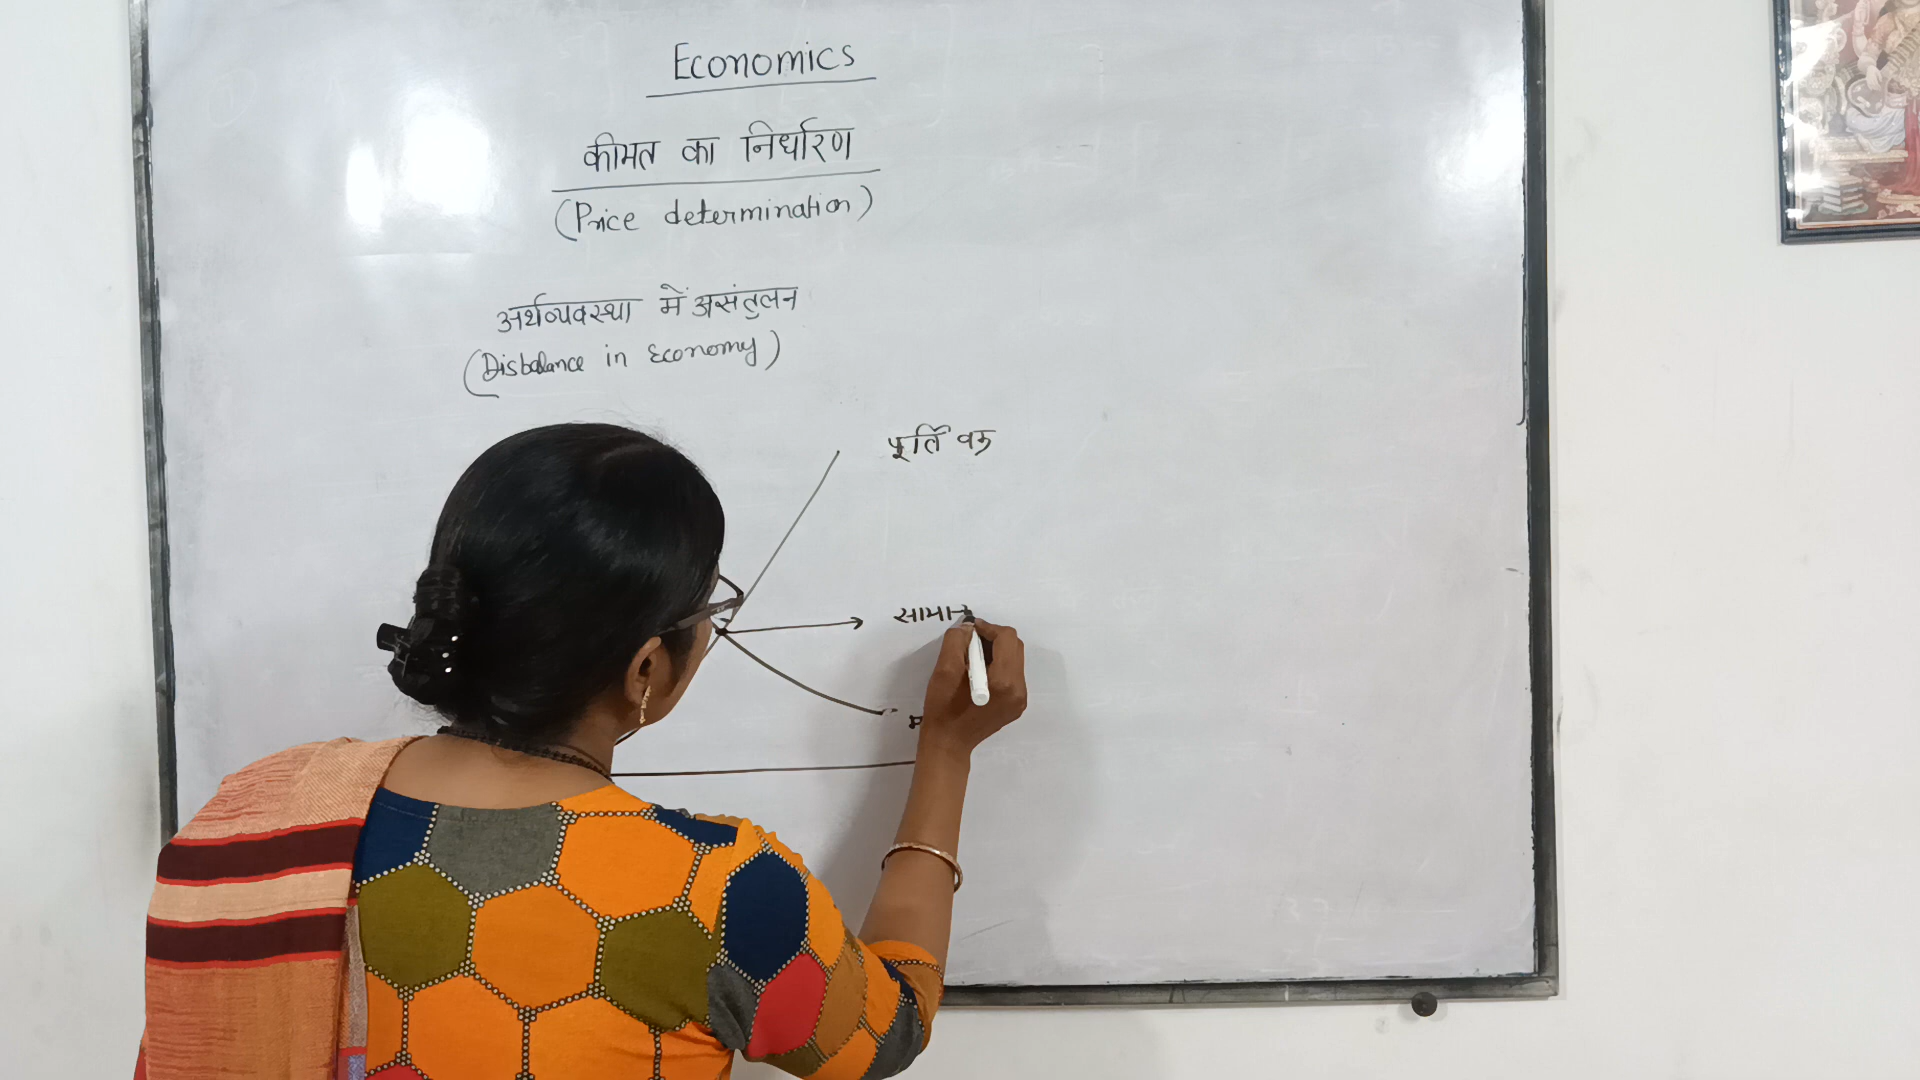 Economics
कीमत का निर्धारण
(Price determination)
अर्थव्यवस्था में असंतुलन
(Disbalance in Economy)
पूर्ति वक्र